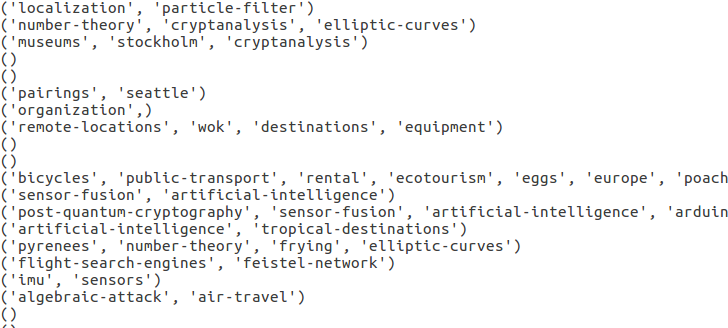 ('localization', 'particle-filter')
('number-theory', 'cryptanalysis', 'elliptic-curves')
('museums', 'stockholm', 'cryptanalysis')
()
()
('pairings', 'seattle')
('organization',)
('remote-locations', 'wok', 'destinations', 'equipment')
()
()
('bicycles', 'public-transport', 'rental', 'ecotourism', 'eggs', 'europe', 'poach
('sensor-fusion', 'artificial-intelligence')
('post-quantum-cryptography', 'sensor-fusion', 'artificial-intelligence', 'arduin
('artificial-intelligence', 'tropical-destinations')
('pyrenees', 'number-theory', 'frying', 'elliptic-curves')
('flight-search-engines', 'feistel-network')
('imu', 'sensors')
('algebraic-attack', 'air-travel')
()
()